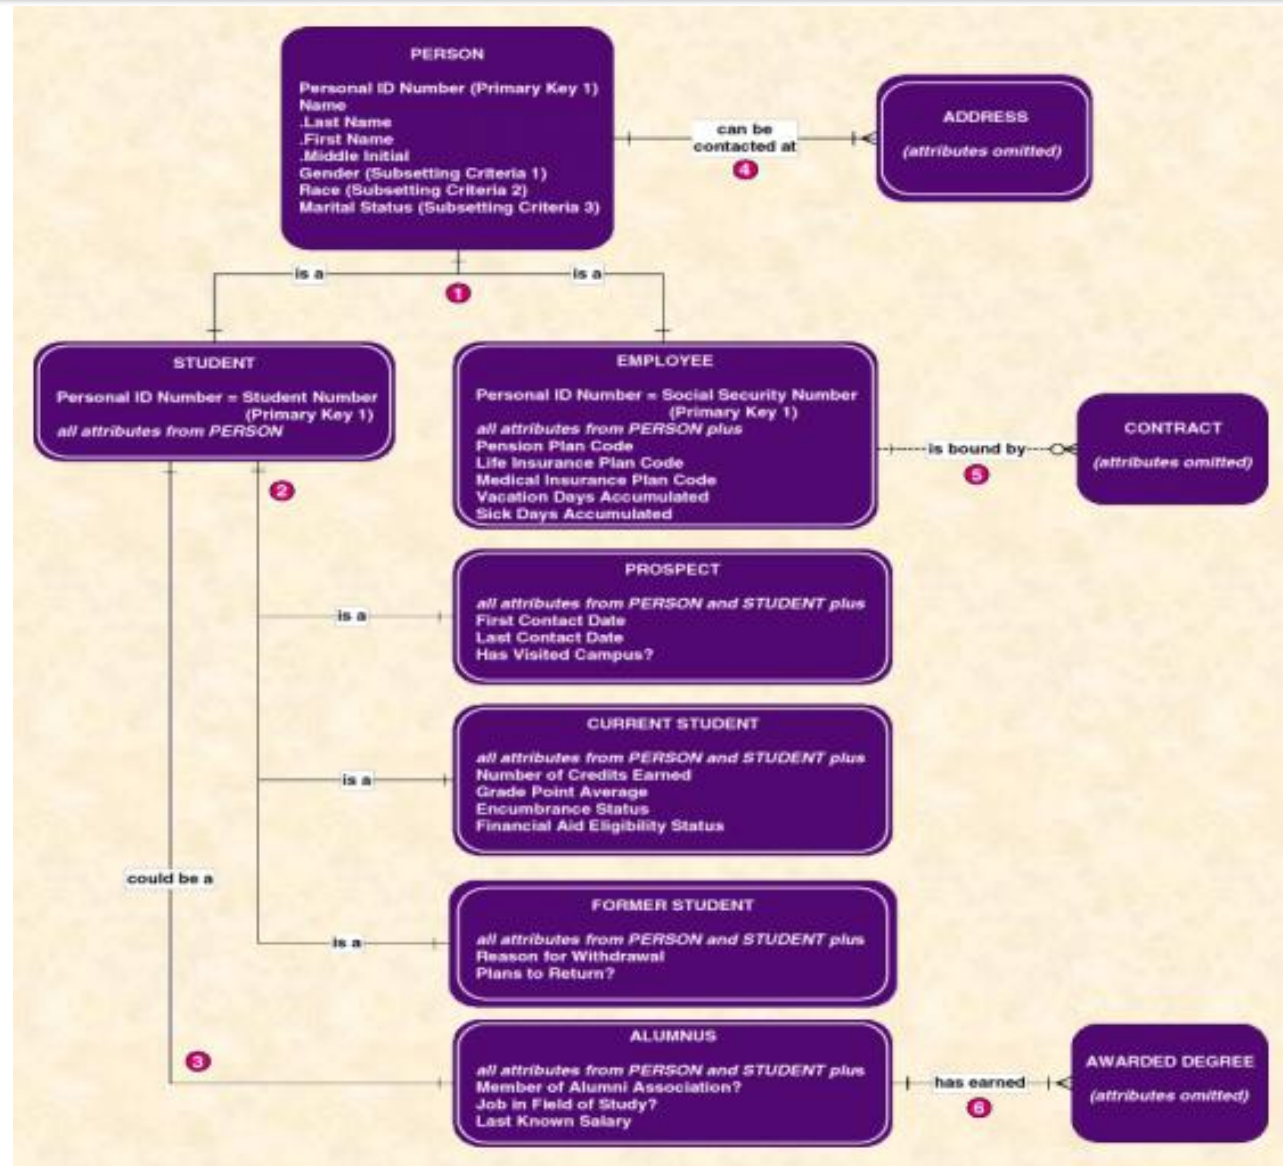 PERSON
Personal ID Number (Primary Key 1)
Name
.Last Name
.First Name
.Middle Initial
Gender (Subsetting Criteria 1)
Race (Subsetting Criteria 2)
Marital Status (Subsetting Criteria 3)
can be
contacted at
4
ADDRESS
(attributes omitted)
is a
is a
1
STUDENT
Personal ID Number = Student Number
(Primary Key 1)
all attributes from PERSON
2
EMPLOYEE
Personal ID Number = Social Security Number
(Primary Key 1)
all attributes from PERSON plus
Pension Plan Code
Life Insurance Plan Code
Medical Insurance Plan Code
Vacation Days Accumulated
Sick Days Accumulated
is bound by
5
CONTRACT
(attributes omitted)
is a
PROSPECT
all attributes from PERSON and STUDENT plus
First Contact Date
Last Contact Date
Has Visited Campus?
is a
CURRENT STUDENT
all attributes from PERSON and STUDENT plus
Number of Credits Earned
Grade Point Average
Encumbrance Status
Financial Aid Eligibility Status
could be a
is a
FORMER STUDENT
all attributes from PERSON and STUDENT plus
Reason for Withdrawal
Plans to Return?
3
ALUMNUS
all attributes from PERSON and STUDENT plus
Member of Alumni Association?
Job in Field of Study?
Last Known Salary
has earned
6
AWARDED DEGREE
(attributes omitted)